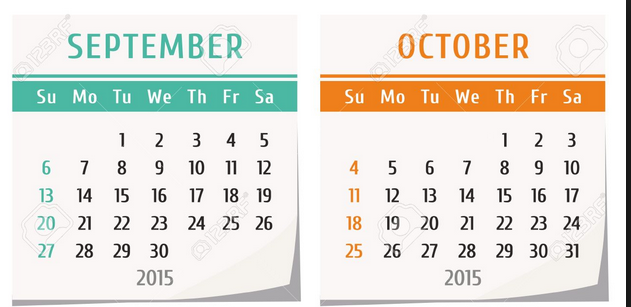 SEPTEMBER
Su Mo Tu We Th Fr Sa
1 2 3 4 5
6 7 8 9 10 11 12
13 14 15 16 17 18 19
20 21 22 23 24 25 26
27 28 29 30
2015
OCTOBER
Su Mo Tu We Th Fr Sa
1 2 3
4 5 6 7 8 9 10
11 12 13 14 15 16 17
18 19 20 21 22 23 24
25 26 27 28 29 30 31
2015